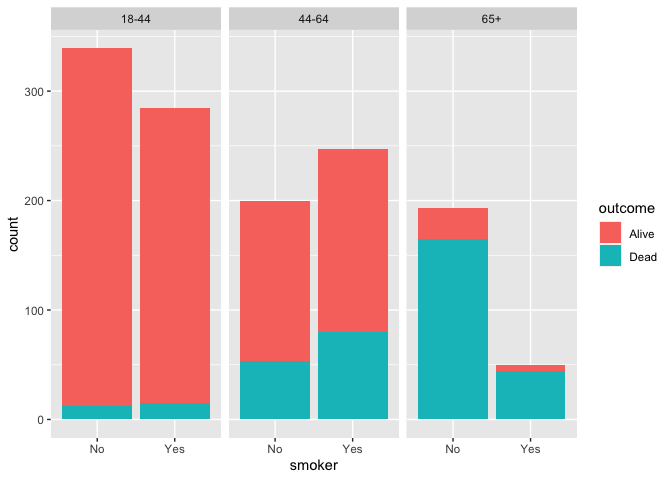 18-44
44-64
65+
300
200
100
0
count
No
Yes
No
Yes
No
Yes
smoker
outcome
Alive
Dead